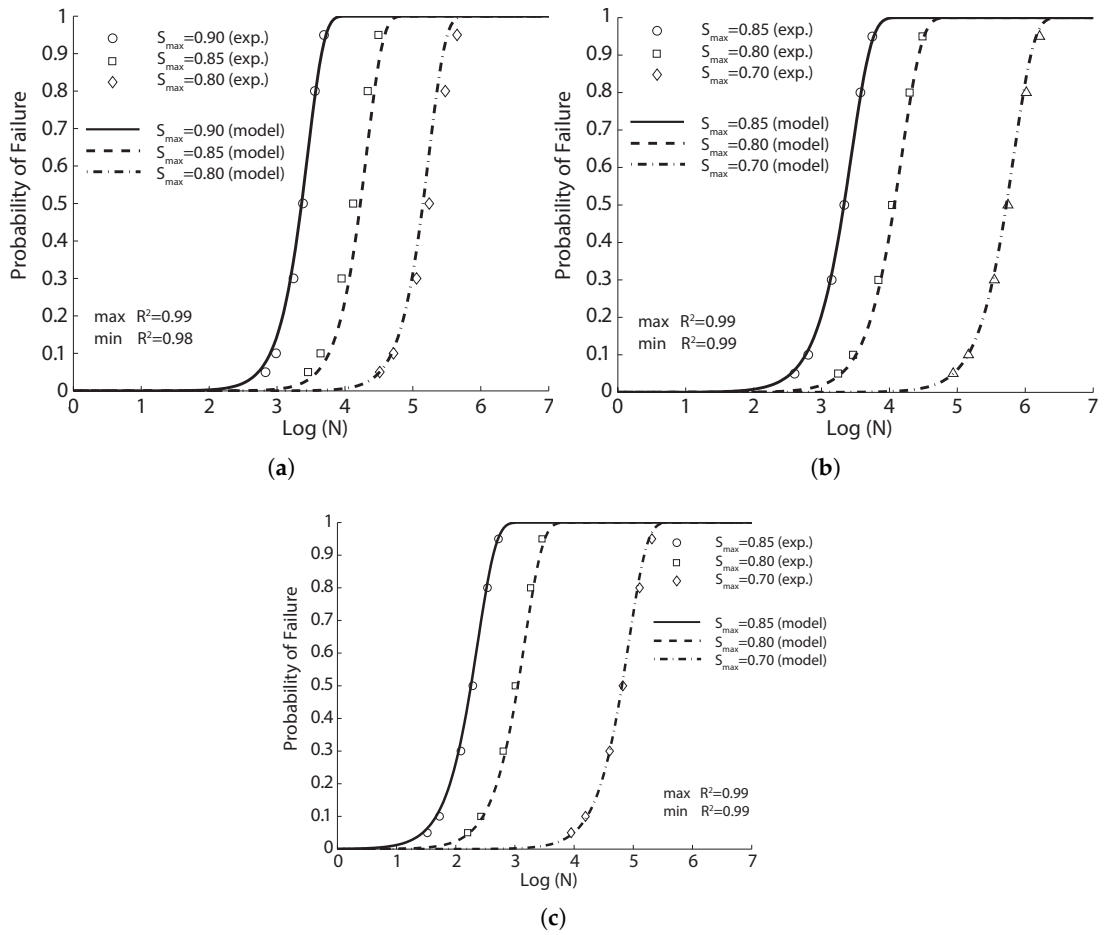 1
0.9
0.8
0.7
0.6
0.5
0.4
0.3
0.2
0.1
0
Probability of Failure
S_max=0.90 (exp.)
S_max=0.85 (exp.)
S_max=0.80 (exp.)
S_max=0.90 (model)
S_max=0.85 (model)
S_max=0.80 (model)
max R²=0.99
min R²=0.98
0 1 2 3 4 5 6 7
Log (N)
(a)
1
0.9
0.8
0.7
0.6
0.5
0.4
0.3
0.2
0.1
0
Probability of Failure
S_max=0.85 (exp.)
S_max=0.80 (exp.)
S_max=0.70 (exp.)
S_max=0.85 (model)
S_max=0.80 (model)
S_max=0.70 (model)
max R²=0.99
min R²=0.99
0 1 2 3 4 5 6 7
Log (N)
(b)
1
0.9
0.8
0.7
0.6
0.5
0.4
0.3
0.2
0.1
0
Probability of Failure
S_max=0.85 (exp.)
S_max=0.80 (exp.)
S_max=0.70 (exp.)
S_max=0.85 (model)
S_max=0.80 (model)
S_max=0.70 (model)
max R²=0.99
min R²=0.99
0 1 2 3 4 5 6 7
Log (N)
(c)